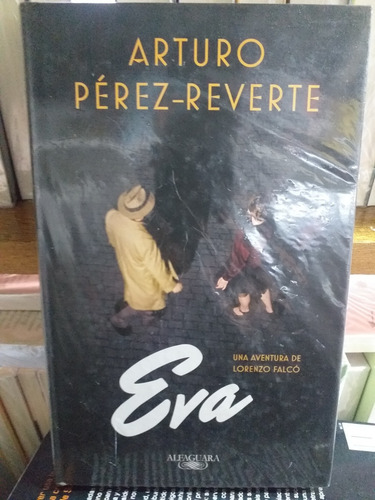 ARTURO
PÉREZ-REVERTE
UNA AVENTURA DE
LORENZO FALCÓ
Eva
ALFAGUARA